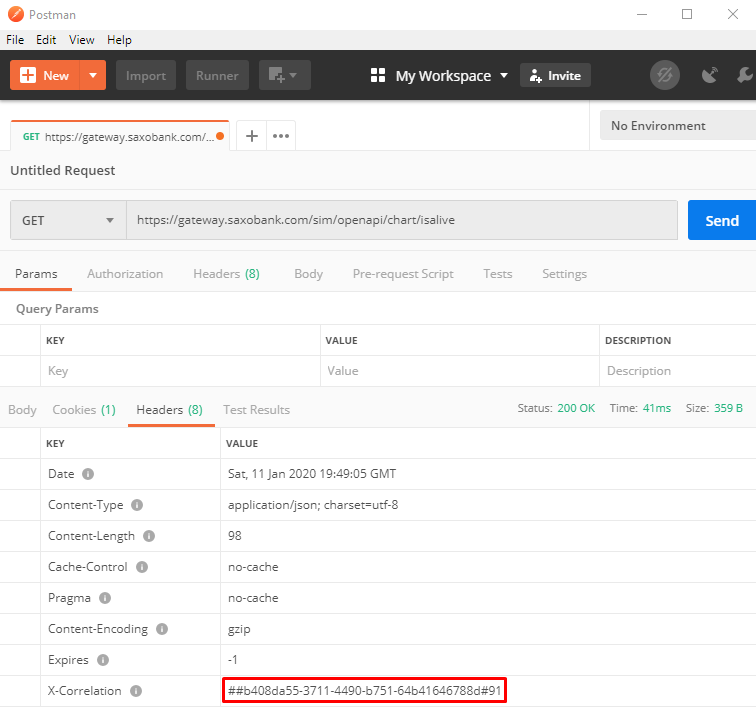 Postman
File Edit View Help
New Import Runner My Workspace Invite
GET https://gateway.saxobank.com/... + ••• No Environment
Untitled Request
GET https://gateway.saxobank.com/sim/openapi/chart/isalive Send
Params Authorization Headers (8) Body Pre-request Script Tests Settings
Query Params
KEY VALUE DESCRIPTION
Key Value Description
Body Cookies (1) Headers (8) Test Results Status: 200 OK Time: 41ms Size: 359 B
KEY VALUE
Date Sat, 11 Jan 2020 19:49:05 GMT
Content-Type application/json; charset=utf-8
Content-Length 98
Cache-Control no-cache
Pragma no-cache
Content-Encoding gzip
Expires -1
X-Correlation ##b408da55-3711-4490-b751-64b41646788d#91